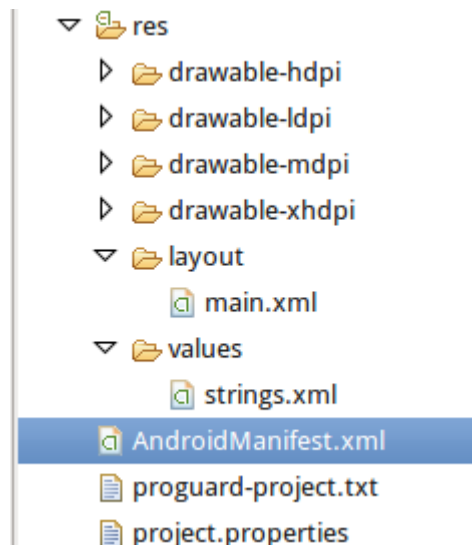 res
drawable-hdpi
drawable-ldpi
drawable-mdpi
drawable-xhdpi
layout
main.xml
values
strings.xml
AndroidManifest.xml
proguard-project.txt
project.properties